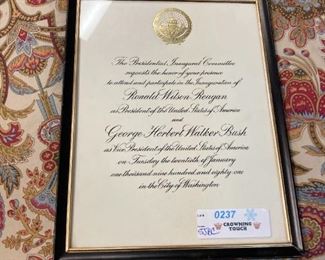 The Presidential Inaugural Committee
requests the honor of your presence
to attend and participate in the Inauguration of
Ronald Wilson Reagan
as President of the United States of America
and
George Herbert Walker Bush
as Vice President of the United States of America
on Tuesday the twentieth of January
one thousand nine hundred and eighty one
in the City of Washington
0237
CROWNING
TOUCH